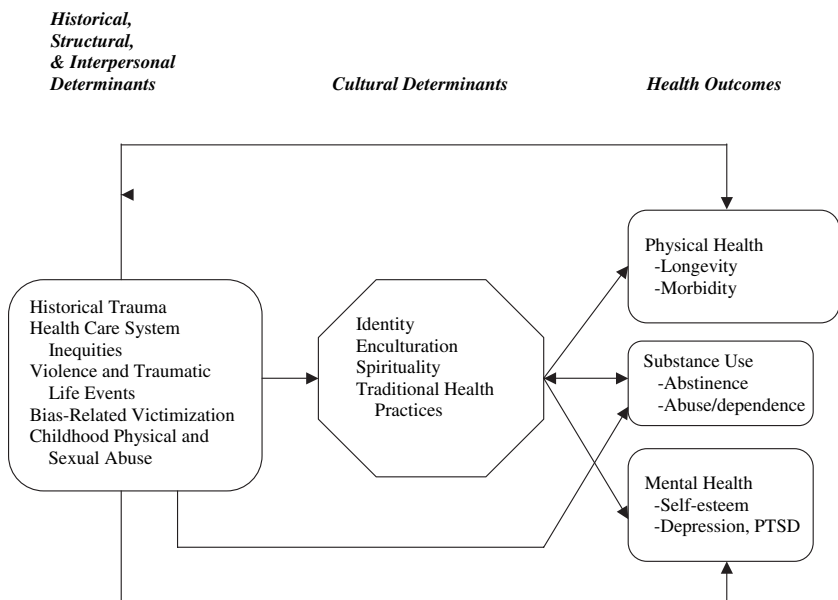 Historical,
Structural,
& Interpersonal
Determinants
Cultural Determinants
Health Outcomes
Historical Trauma
Health Care System
Inequities
Violence and Traumatic
Life Events
Bias-Related Victimization
Childhood Physical and
Sexual Abuse
Identity
Enculturation
Spirituality
Traditional Health
Practices
Physical Health
-Longevity
-Morbidity
Substance Use
-Abstinence
-Abuse/dependence
Mental Health
-Self-esteem
-Depression, PTSD